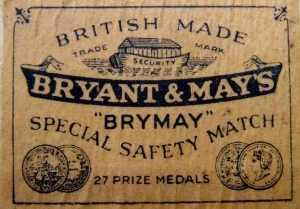 BRITISH MADE
TRADE MARK
SECURITY
BRYANT & MAY'S
"BRYMAY"
SPECIAL SAFETY MATCH
27 PRIZE MEDALS